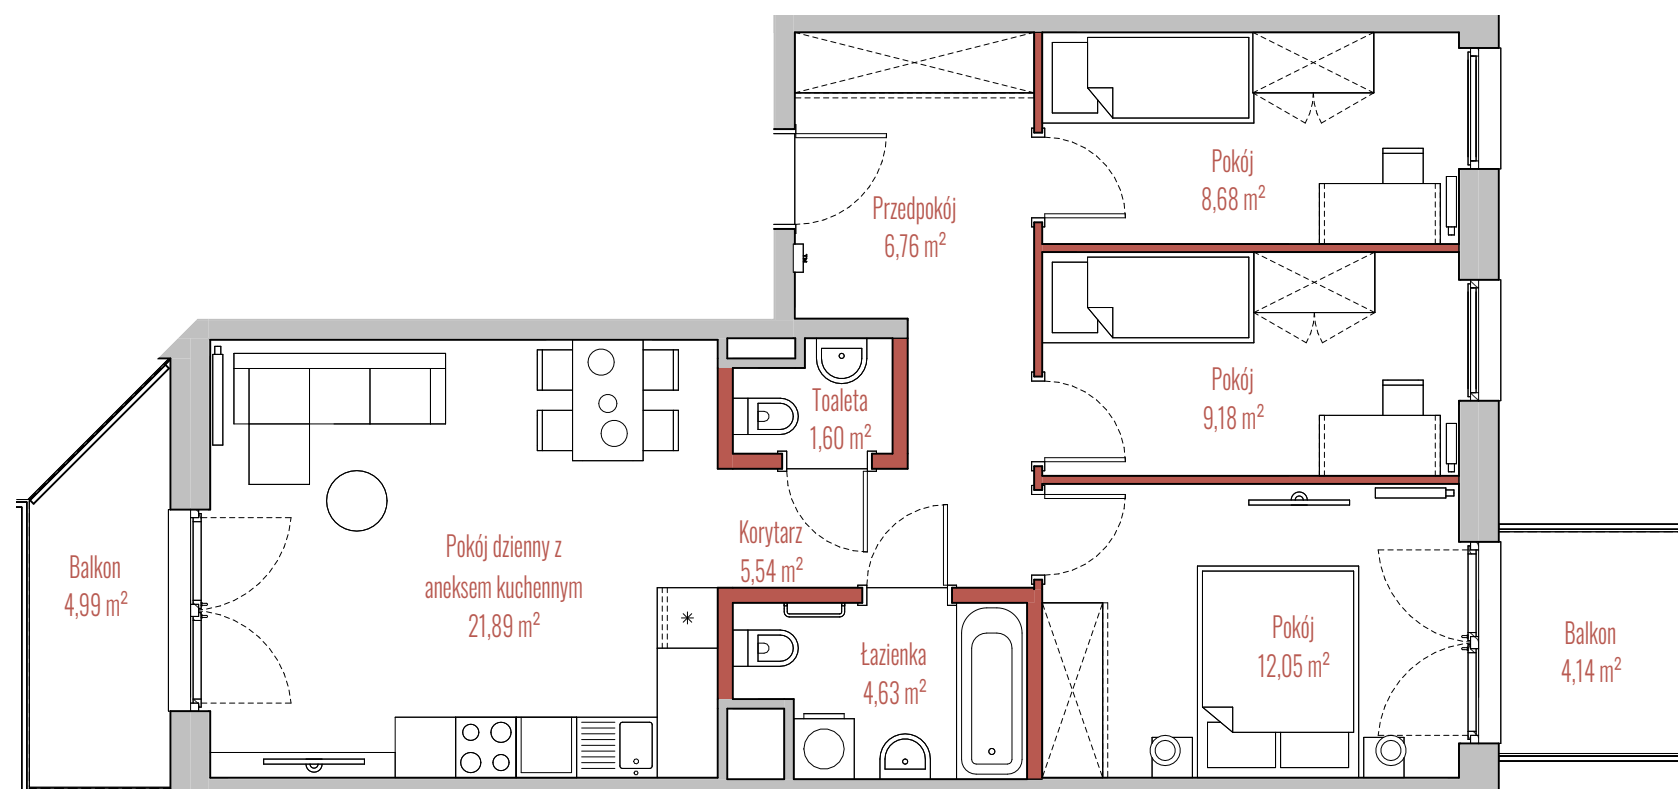 Pokój
8,68 m²
Przedpokój
6,76 m²
Pokój
9,18 m²
Toaleta
1,60 m²
Korytarz
5,54 m²
Pokój dzienny z
aneksem kuchennym
21,89 m²
Balkon
4,99 m²
Łazienka
4,63 m²
Pokój
12,05 m²
Balkon
4,14 m²